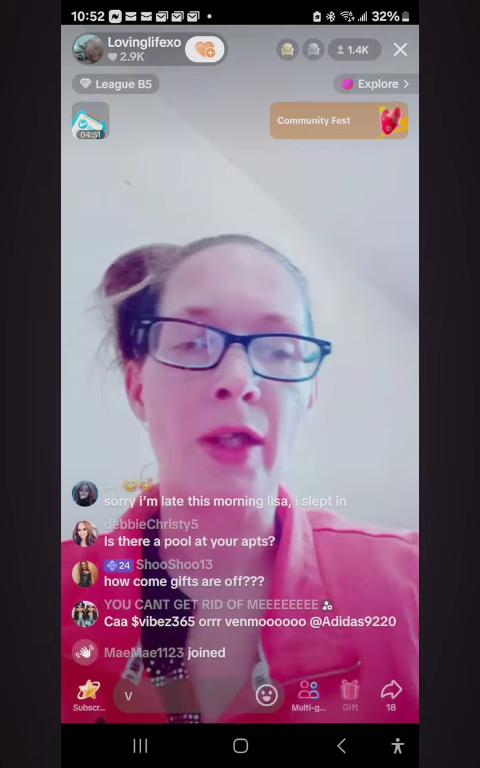 10:52
32%
Lovinglifexo
2.9K
1.4K
League B5
Explore >
04:51
Community Fest
sorry i'm late this morning lisa, i slept in
debbieChristy5
Is there a pool at your apts?
24 ShooShoo13
how come gifts are off???
YOU CANT GET RID OF MEEEEEEEE
Caa $vibez365 orrr venmoooooo @Adidas9220
MaeMae1123 joined
V
Subscr...
Multi-g...
Gift
18